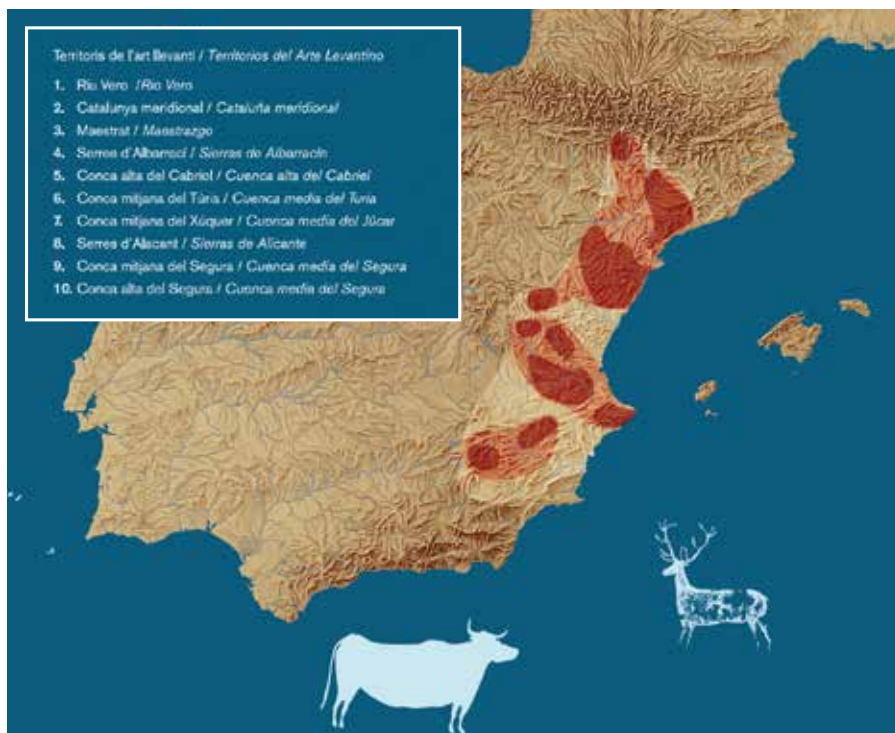 Territoris de l'art llevantí / Territorios del Arte Levantino
1. Riu Vero / Río Vero
2. Catalunya meridional / Cataluña meridional
3. Maestrat / Maestrazgo
4. Serres d'Albarrací / Sierras de Albarracín
5. Conca alta del Cabriol / Cuenca alta del Cabriel
6. Conca mitjana del Túria / Cuenca media del Turia
7. Conca mitjana del Xúquer / Cuenca media del Júcar
8. Serres d'Alacant / Sierras de Alicante
9. Conca mitjana del Segura / Cuenca media del Segura
10. Conca alta del Segura / Cuenca media del Segura